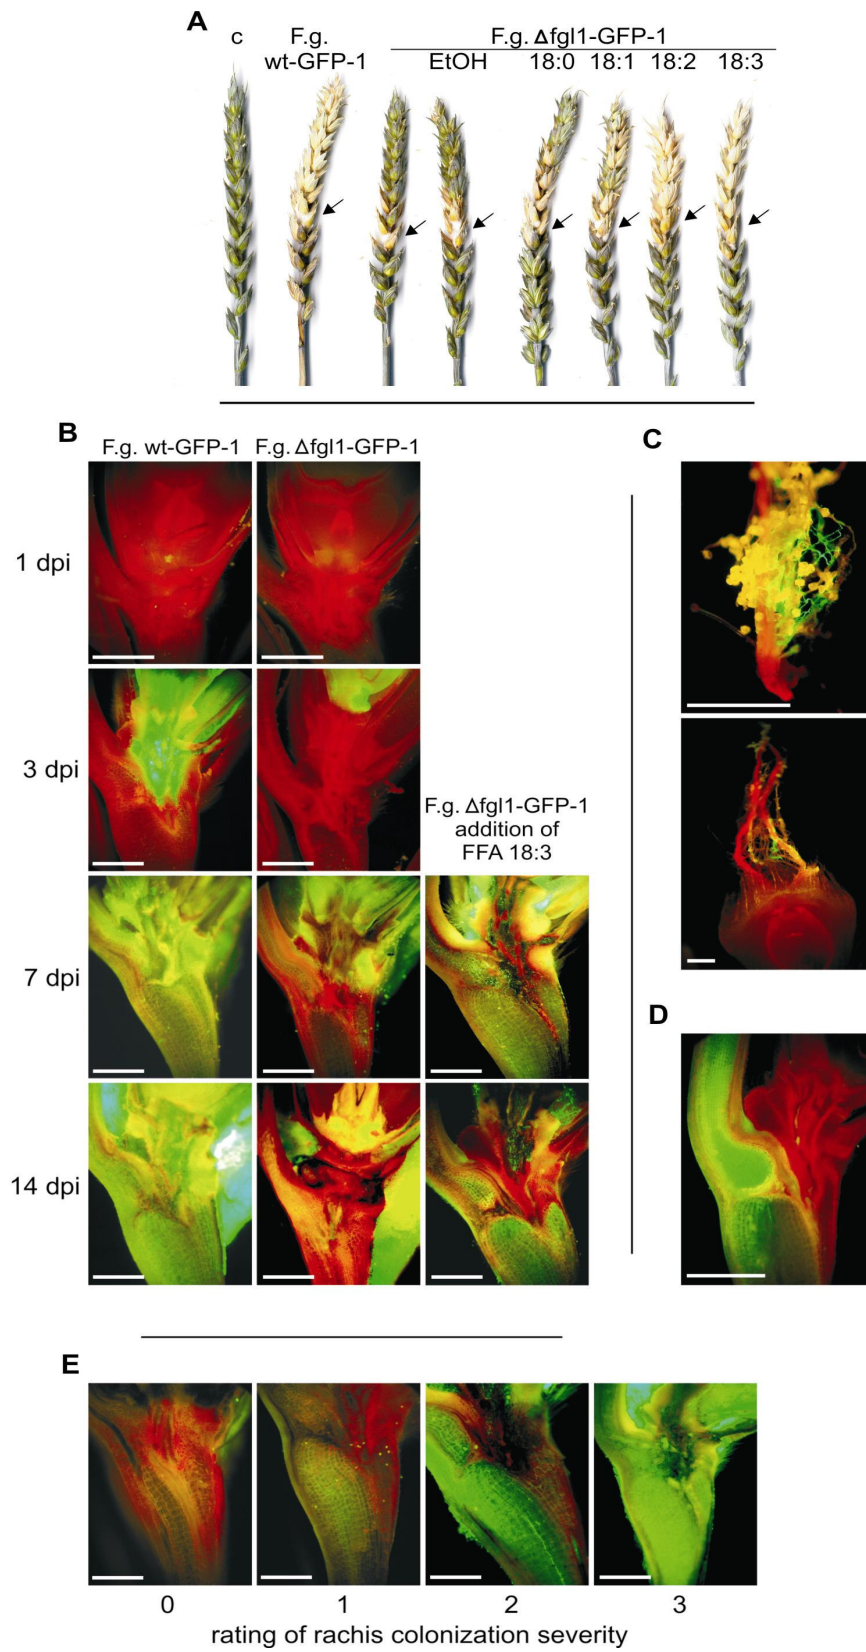 A
c
F.g.
wt-GFP-1
F.g. Δfgl1-GFP-1
EtOH 18:0 18:1 18:2 18:3
B
F.g. wt-GFP-1 F.g. Δfgl1-GFP-1
1 dpi
3 dpi
F.g. Δfgl1-GFP-1
addition of
FFA 18:3
7 dpi
14 dpi
C
D
E
0 1 2 3
rating of rachis colonization severity